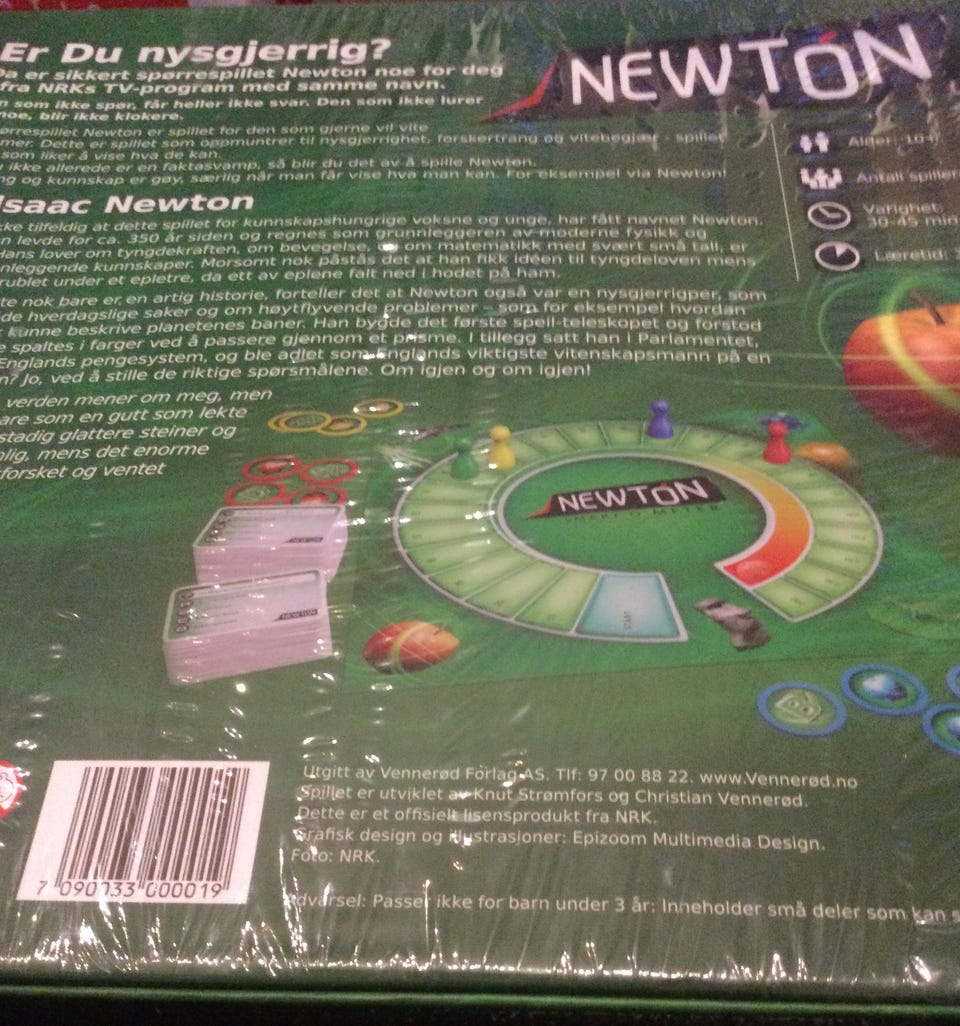 Er Du nysgjerrig?
Da er sikkert spørrespillet Newton noe for deg
fra NRKs TV-program med samme navn.
som ikke spør, får heller ikke svar. Den som ikke lurer
noe, blir ikke klokere.
spillet Newton er spillet for den som gjerne vil vite
mer. Dette er spillet som oppmuntrer til nysgjerrighet, forskertrang og vitebegjær - spillet
som liker å vise hva de kan.
ikke allerede er en faktasvamp, så blir du det av å spille Newton.
og kunnskap er gøy, særlig når man får vise hva man kan. For eksempel via Newton!
NEWTON
Alder: 10+
Antall spiller
Varighet:
30-45 min
Læretid:
Isaac Newton
ke tilfeldig at dette spillet for kunnskapshungrige voksne og unge, har fått navnet Newton.
n levde for ca. 350 år siden og regnes som grunnleggeren av moderne fysikk og
Hans lover om tyngdekraften, om bevegelse, og om matematikk med svært små tall, er
nleggende kunnskaper. Morsomt nok påstås det at han fikk idéen til tyngdeloven mens
rublet under et epletre, da ett av eplene falt ned i hodet på ham.
te nok bare er en artig historie, forteller det at Newton også var en nysgjerrigper, som
de hverdagslige saker og om høytflyvende problemer - som for eksempel hvordan
kunne beskrive planetenes baner. Han bygde det første speil-teleskopet og forstod
spaltes i farger ved å passere gjennom et prisme. I tillegg satt han i Parlamentet,
Englands pengesystem, og ble adlet som Englands viktigste vitenskapsmann på en
n? Jo, ved å stille de riktige spørsmålene. Om igjen og om igjen!
verden mener om meg, men
are som en gutt som lekte
stadig glattere steiner og
nlig, mens det enorme
forsket og ventet
NEWTON
SMART-O-METER
START
NEWTON
NEWTON
7 090033 000019
Utgitt av Vennerød Forlag AS. Tlf: 97 00 88 22. www.Vennerød.no
Spillet er utviklet av Knut Strømfors og Christian Vennerød.
Dette er et offisielt lisensprodukt fra NRK.
Grafisk design og illustrasjoner: Epizoom Multimedia Design.
Foto: NRK.
Advarsel: Passer ikke for barn under 3 år: Inneholder små deler som kan s